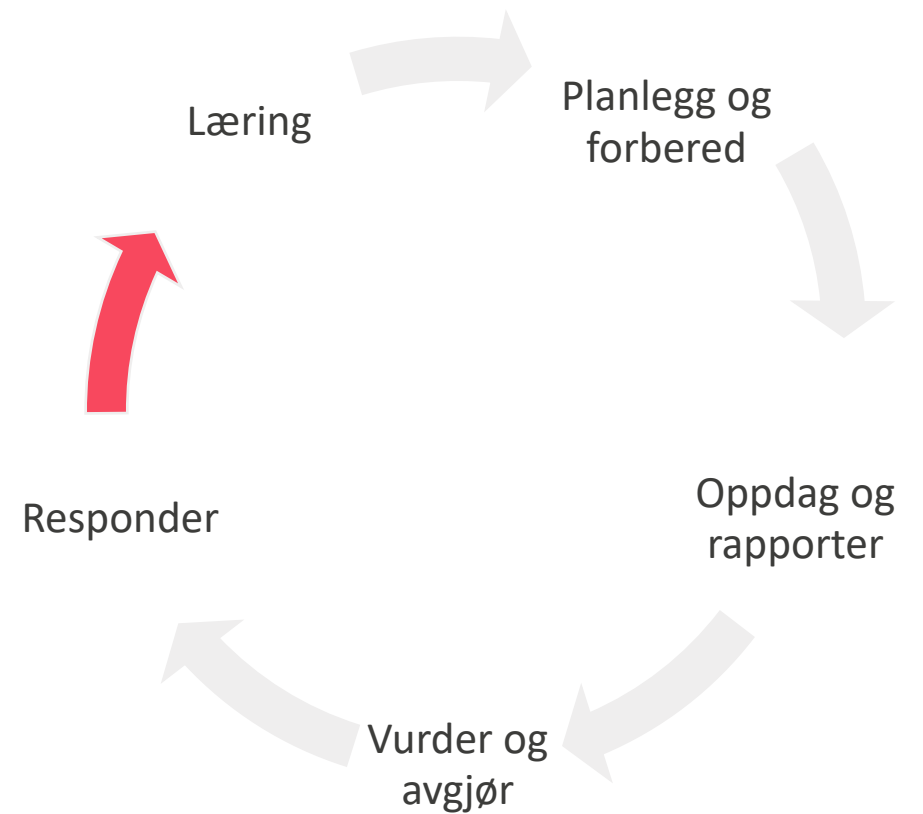 Læring
Planlegg og
forbered
Oppdag og
rapporter
Vurder og
avgjør
Responder